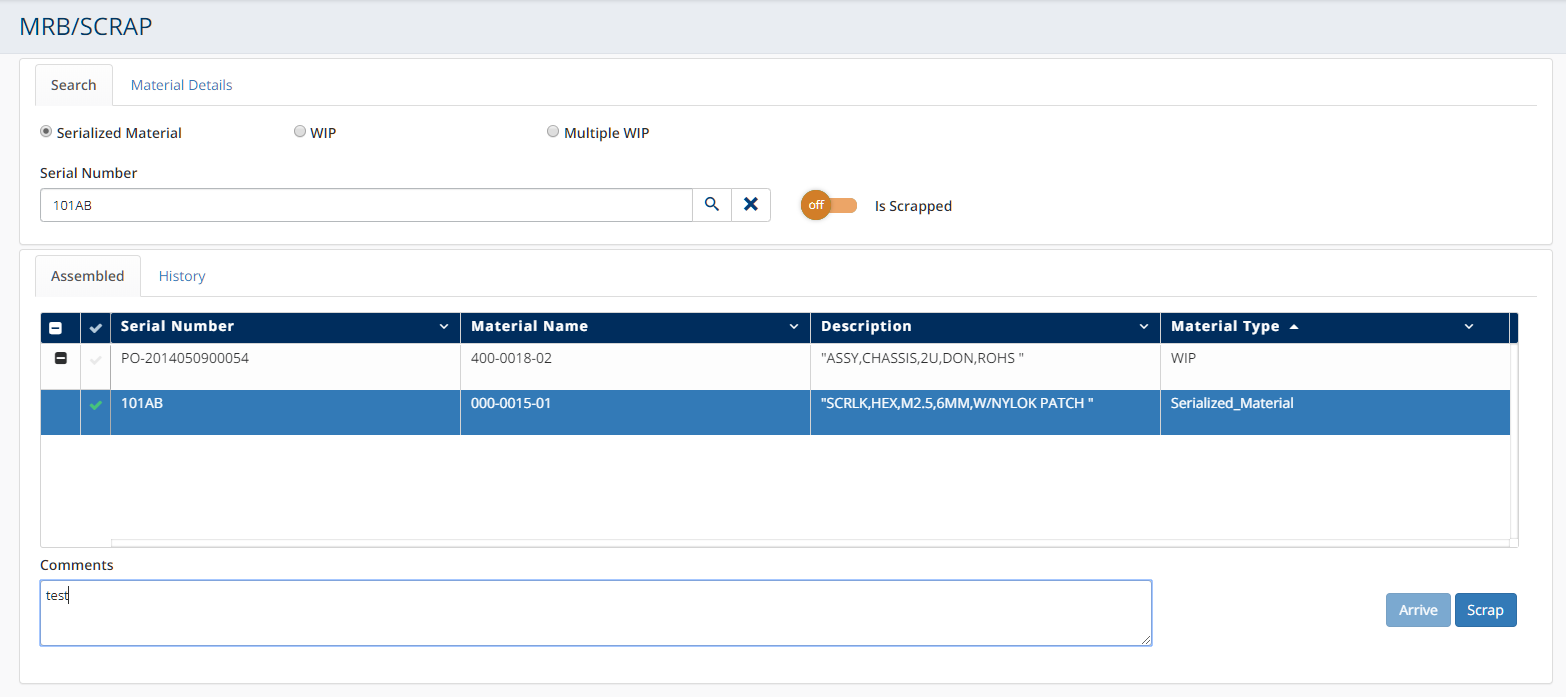 MRB/SCRAP
Search Material Details
Serialized Material WIP Multiple WIP
Serial Number
101AB off Is Scrapped
Assembled History
Serial Number Material Name Description Material Type
PO-2014050900054 400-0018-02 "ASSY,CHASSIS,2U,DON,ROHS " WIP
101AB 000-0015-01 "SCRLK,HEX,M2.5,6MM,W/NYLOK PATCH " Serialized_Material
Comments
test
Arrive Scrap